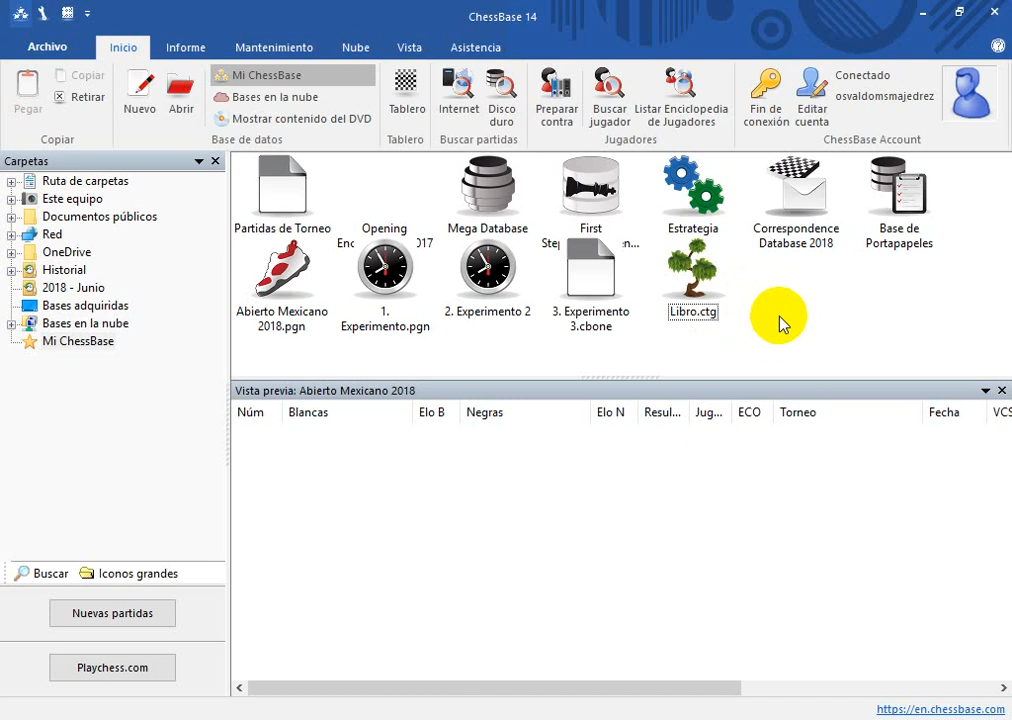 ChessBase 14
Archivo Inicio Informe Mantenimiento Nube Vista Asistencia
Pegar
Copiar
Retirar
Copiar
Nuevo
Abrir
Mi ChessBase
Bases en la nube
Mostrar contenido del DVD
Base de datos
Tablero
Tablero
Internet
Disco
duro
Buscar partidas
Preparar
contra
Buscar
jugador
Listar Enciclopedia
de Jugadores
Jugadores
Fin de
conexión
Editar
cuenta
Conectado
osvaldomsmajedrez
ChessBase Account
Carpetas
Ruta de carpetas
Este equipo
Documentos públicos
Red
OneDrive
Historial
2018 - Junio
Bases adquiridas
Bases en la nube
Mi ChessBase
Buscar Iconos grandes
Nuevas partidas
Playchess.com
Partidas de Torneo
Opening
Mega Database
First
Estrategia
Correspondence
Database 2018
Base de
Portapapeles
Abierto Mexicano
2018.pgn
1.
Experimento.pgn
2. Experimento 2
3. Experimento
3.cbone
Libro.ctg
Vista previa: Abierto Mexicano 2018
Núm Blancas Elo B Negras Elo N Resul... Jug... ECO Torneo Fecha VCS
https://en.chessbase.com